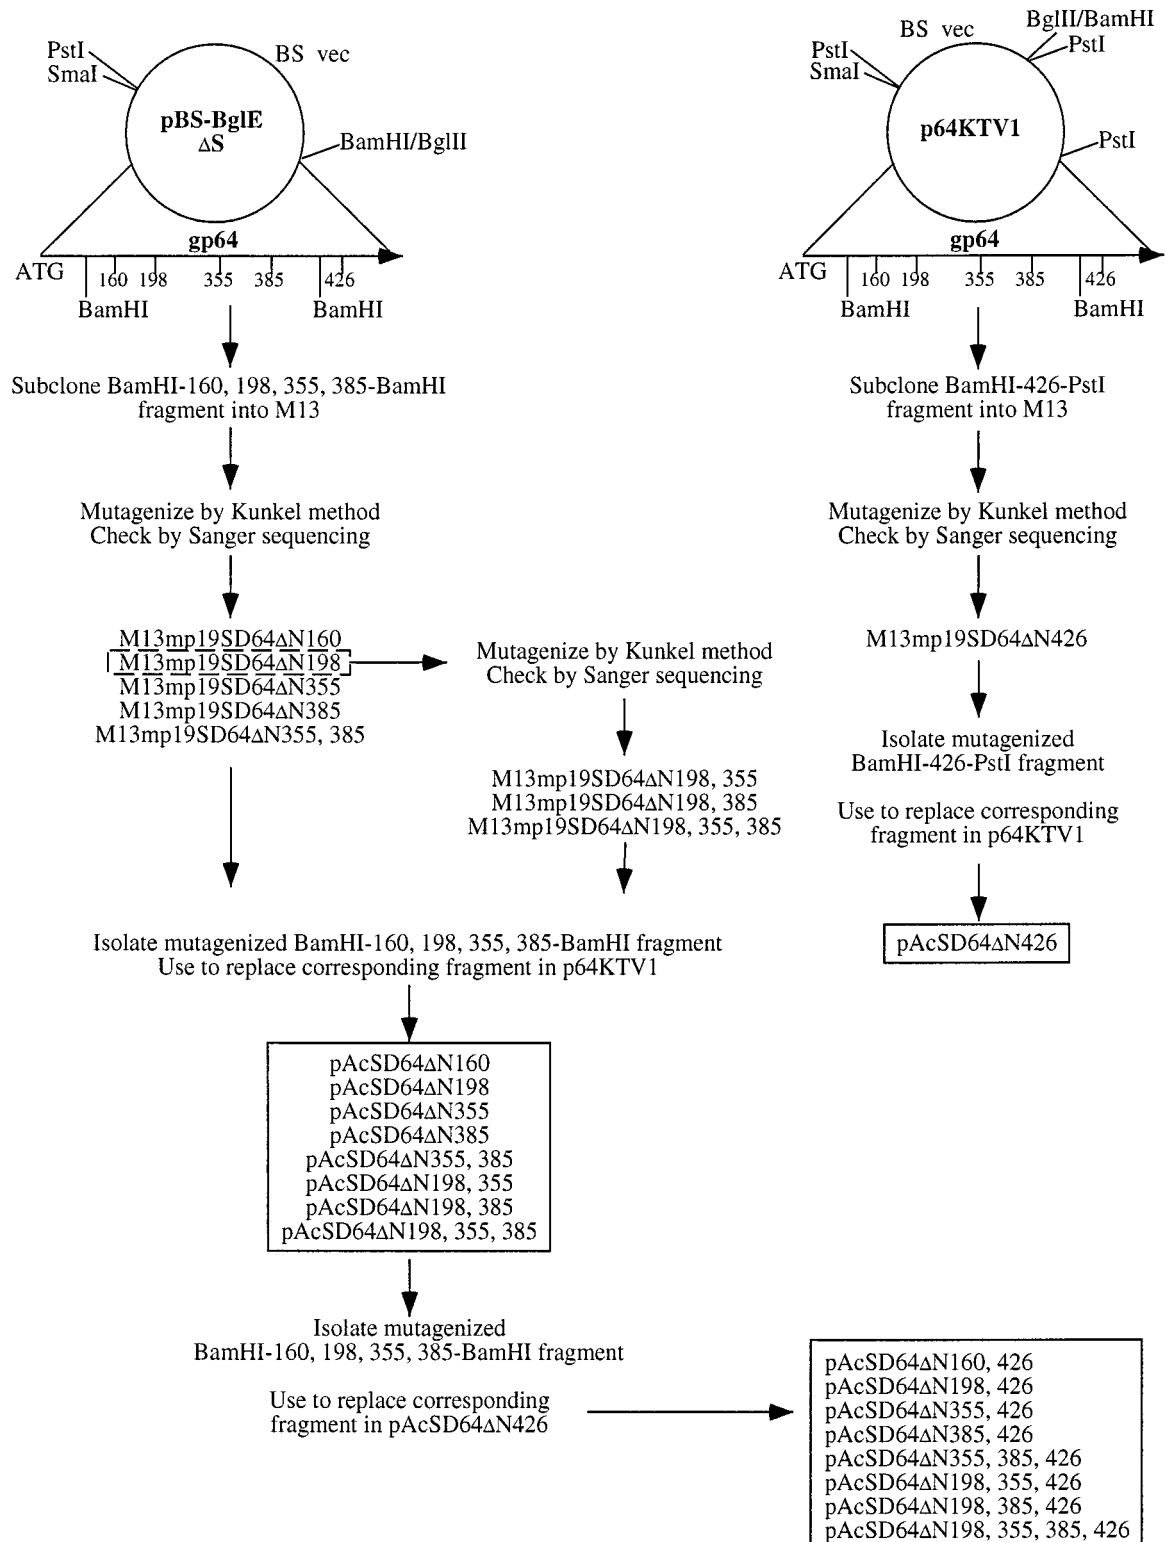 PstI
SmaI
BS vec
pBS-BglE
ΔS
BamHI/BglII
gp64
ATG
160 198 355 385 426
BamHI BamHI
BS vec
BglII/BamHI
PstI
PstI
SmaI
p64KTV1
PstI
gp64
ATG
160 198 355 385 426
BamHI BamHI
Subclone BamHI-160, 198, 355, 385-BamHI
fragment into M13
Mutagenize by Kunkel method
Check by Sanger sequencing
M13mp19SD64ΔN160
M13mp19SD64ΔN198
M13mp19SD64ΔN355
M13mp19SD64ΔN385
M13mp19SD64ΔN355, 385
Mutagenize by Kunkel method
Check by Sanger sequencing
M13mp19SD64ΔN198, 355
M13mp19SD64ΔN198, 385
M13mp19SD64ΔN198, 355, 385
Subclone BamHI-426-PstI
fragment into M13
Mutagenize by Kunkel method
Check by Sanger sequencing
M13mp19SD64ΔN426
Isolate mutagenized
BamHI-426-PstI fragment
Use to replace corresponding
fragment in p64KTV1
pAcSD64ΔN426
Isolate mutagenized BamHI-160, 198, 355, 385-BamHI fragment
Use to replace corresponding fragment in p64KTV1
pAcSD64ΔN160
pAcSD64ΔN198
pAcSD64ΔN355
pAcSD64ΔN385
pAcSD64ΔN355, 385
pAcSD64ΔN198, 355
pAcSD64ΔN198, 385
pAcSD64ΔN198, 355, 385
Isolate mutagenized
BamHI-160, 198, 355, 385-BamHI fragment
Use to replace corresponding
fragment in pAcSD64ΔN426
pAcSD64ΔN160, 426
pAcSD64ΔN198, 426
pAcSD64ΔN355, 426
pAcSD64ΔN385, 426
pAcSD64ΔN355, 385, 426
pAcSD64ΔN198, 355, 426
pAcSD64ΔN198, 385, 426
pAcSD64ΔN198, 355, 385, 426